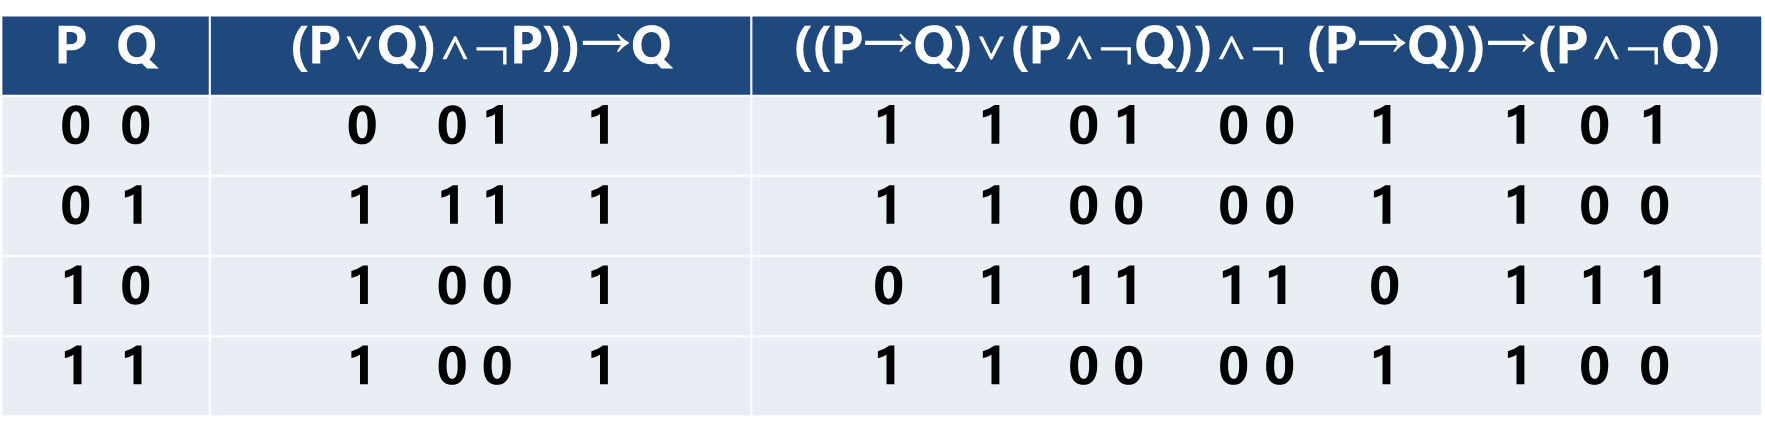 P Q (P∨Q)∧¬P))→Q ((P→Q)∨(P∧¬Q))∧¬ (P→Q))→(P∧¬Q)
0 0 0 0 1 1 1 1 0 1 0 0 1 1 0 1
0 1 1 1 1 1 1 1 0 0 0 0 1 1 0 0
1 0 1 0 0 1 0 1 1 1 1 1 0 1 1 1
1 1 1 0 0 1 1 1 0 0 0 0 1 1 0 0